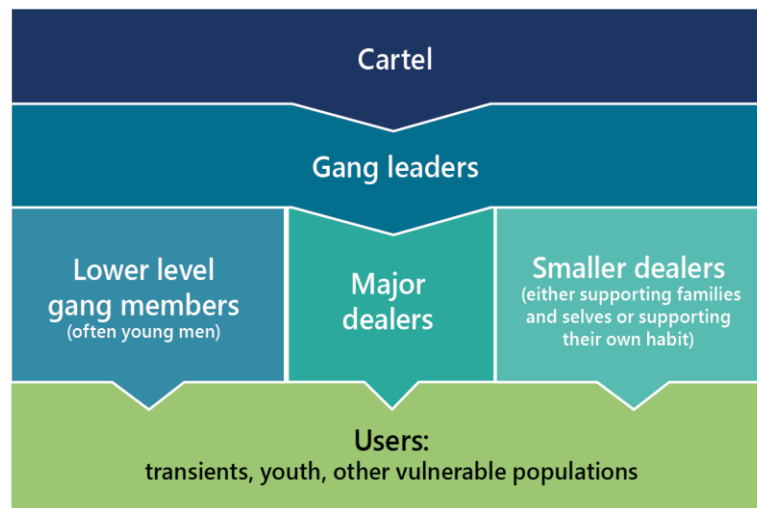 Cartel
Gang leaders
Lower level
gang members
(often young men)
Major
dealers
Smaller dealers
(either supporting families
and selves or supporting
their own habit)
Users:
transients, youth, other vulnerable populations